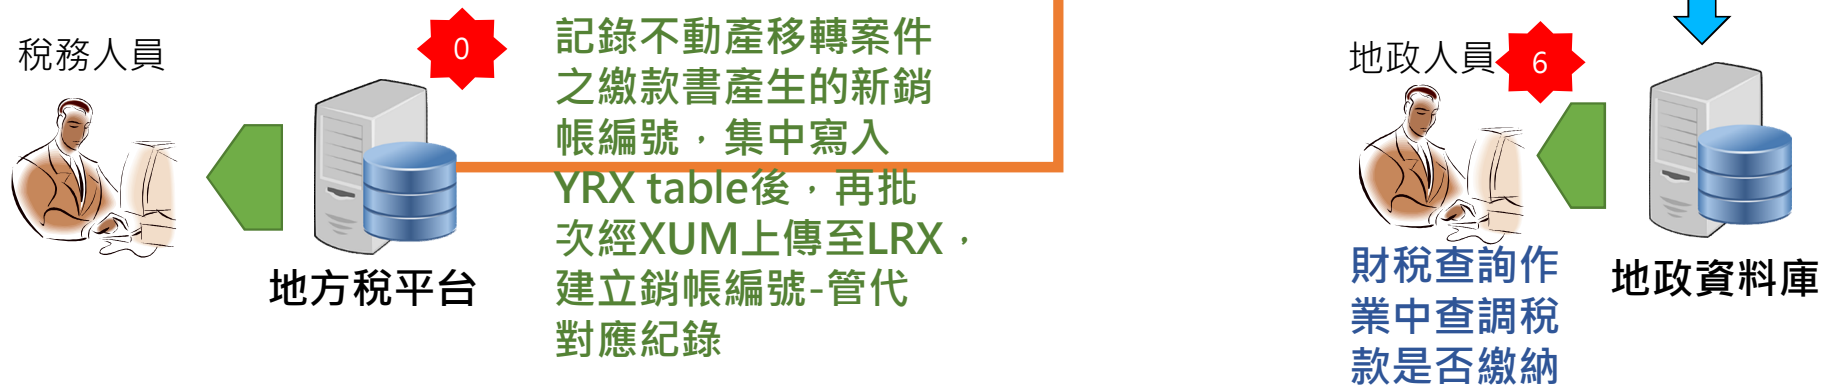 稅務人員
0
記錄不動產移轉案件
之繳款書產生的新銷
帳編號，集中寫入
YRX table後，再批
次經XUM上傳至LRX，
建立銷帳編號-管代
對應紀錄
地方稅平台
地政人員
6
財稅查詢作
業中查調稅
款是否繳納
地政資料庫